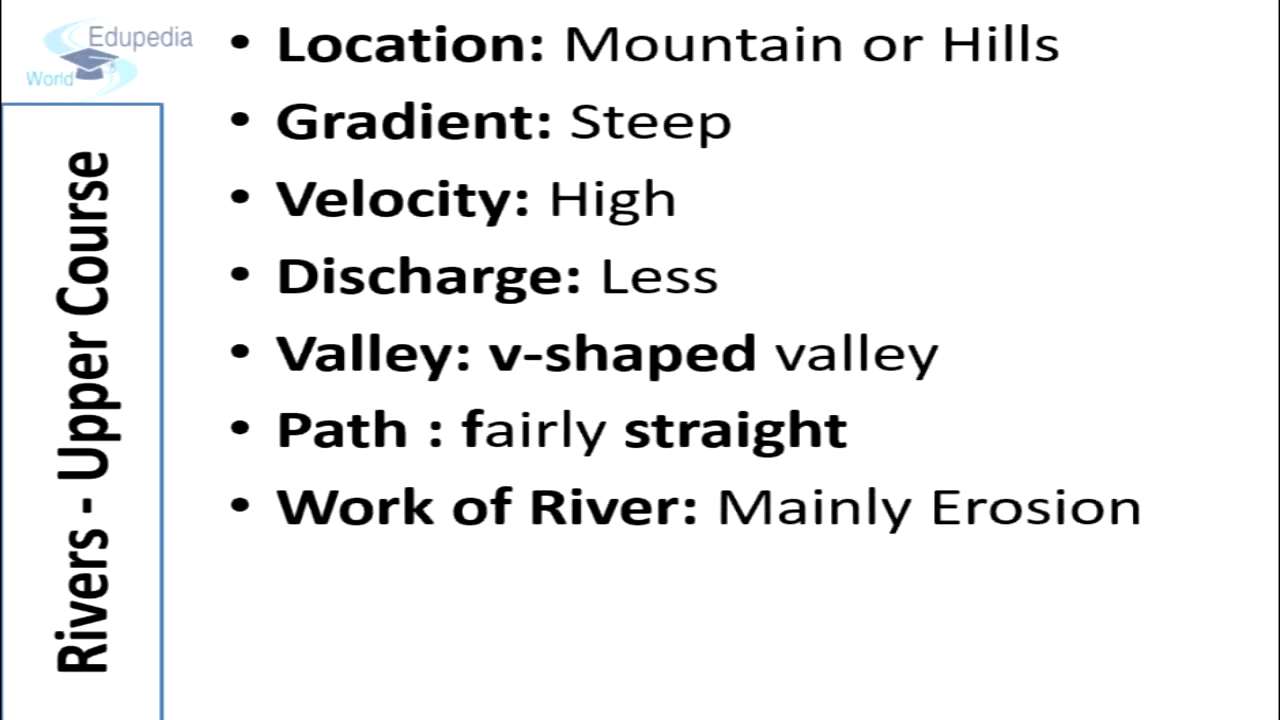 Edupedia
World
Rivers - Upper Course
• Location: Mountain or Hills
• Gradient: Steep
• Velocity: High
• Discharge: Less
• Valley: v-shaped valley
• Path : fairly straight
• Work of River: Mainly Erosion